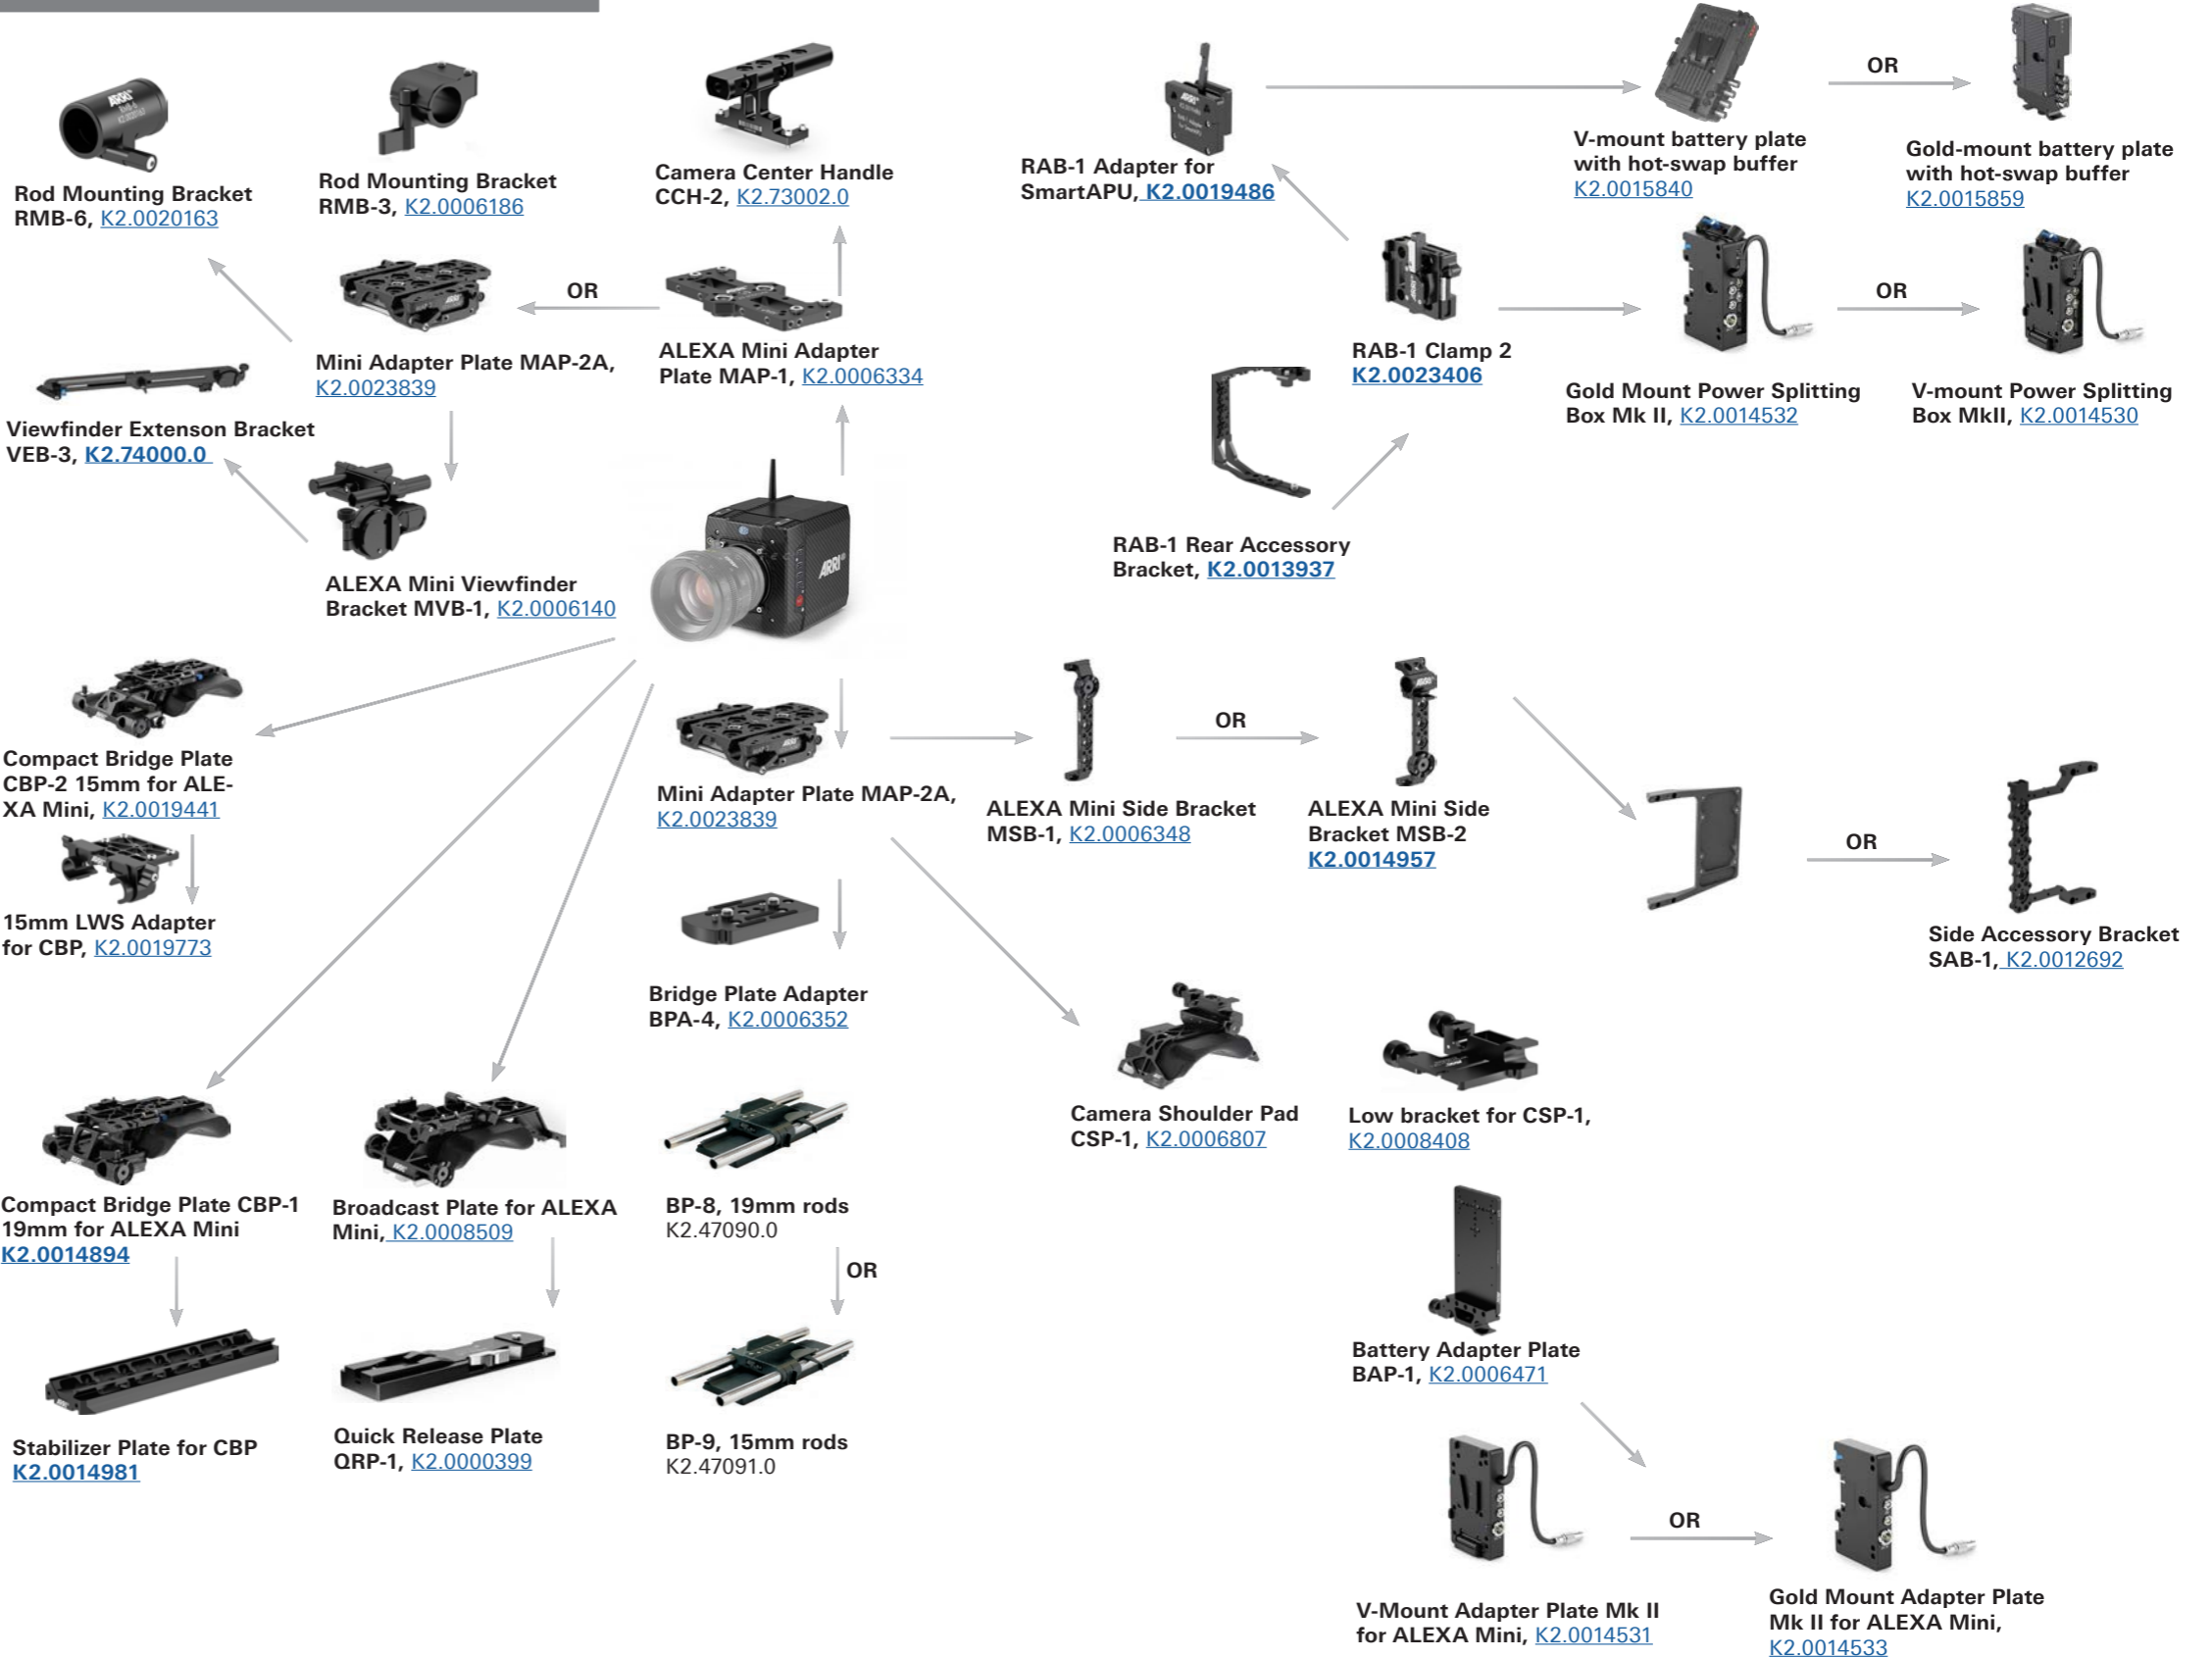 OR
V-mount battery plate
with hot-swap buffer
K2.0015840
Gold-mount battery plate
with hot-swap buffer
K2.0015859
ARRI
Rod Mounting Bracket
RMB-6, K2.0020163
Rod Mounting Bracket
RMB-3, K2.0006186
Camera Center Handle
CCH-2, K2.73002.0
RAB-1 Adapter for
SmartAPU, K2.0019486
OR
Mini Adapter Plate MAP-2A,
K2.0023839
ALEXA Mini Adapter
Plate MAP-1, K2.0006334
RAB-1 Clamp 2
K2.0023406
OR
Gold Mount Power Splitting
Box Mk II, K2.0014532
V-mount Power Splitting
Box MkII, K2.0014530
Viewfinder Extenson Bracket
VEB-3, K2.74000.0
ALEXA Mini Viewfinder
Bracket MVB-1, K2.0006140
ARRI
RAB-1 Rear Accessory
Bracket, K2.0013937
Compact Bridge Plate
CBP-2 15mm for ALE-
XA Mini, K2.0019441
15mm LWS Adapter
for CBP, K2.0019773
Mini Adapter Plate MAP-2A,
K2.0023839
ALEXA Mini Side Bracket
MSB-1, K2.0006348
OR
ALEXA Mini Side
Bracket MSB-2
K2.0014957
OR
Side Accessory Bracket
SAB-1, K2.0012692
Bridge Plate Adapter
BPA-4, K2.0006352
Camera Shoulder Pad
CSP-1, K2.0006807
Low bracket for CSP-1,
K2.0008408
Compact Bridge Plate CBP-1
19mm for ALEXA Mini
K2.0014894
Broadcast Plate for ALEXA
Mini, K2.0008509
BP-8, 19mm rods
K2.47090.0
OR
Stabilizer Plate for CBP
K2.0014981
Quick Release Plate
QRP-1, K2.0000399
BP-9, 15mm rods
K2.47091.0
Battery Adapter Plate
BAP-1, K2.0006471
OR
V-Mount Adapter Plate Mk II
for ALEXA Mini, K2.0014531
Gold Mount Adapter Plate
Mk II for ALEXA Mini,
K2.0014533